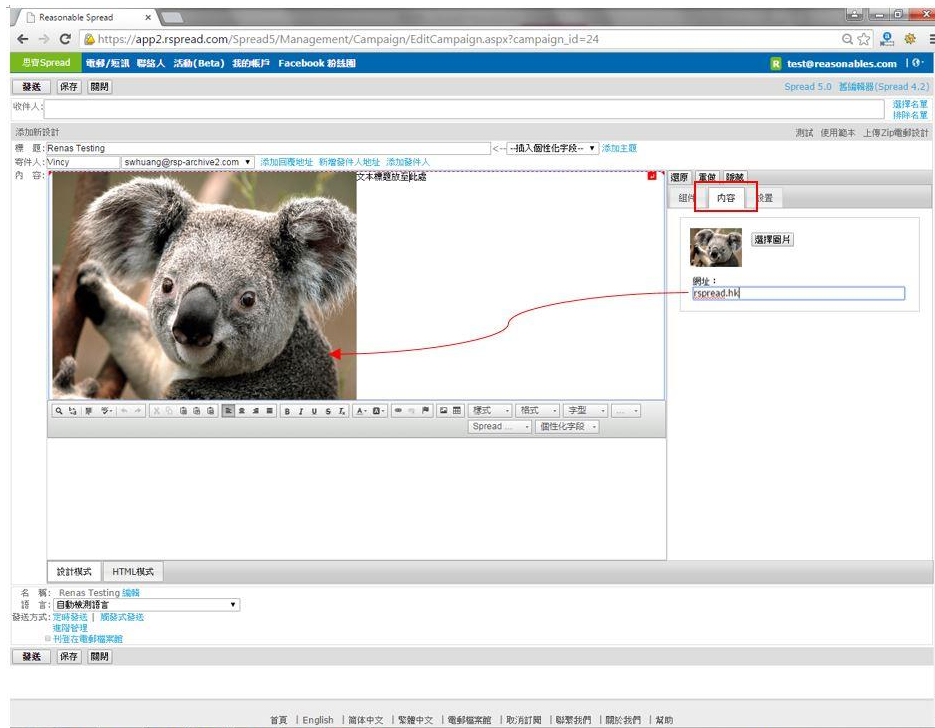 Reasonable Spread
https://app2.rspread.com/Spread5/Management/Campaign/EditCampaign.aspx?campaign_id=24
思齊Spread 電郵/短訊 聯絡人 活動(Beta) 我的帳戶 Facebook 粉絲團 test@reasonables.com
發送 保存 關閉 Spread 5.0 舊編輯器(Spread 4.2)
收件人: 選擇名單
排除名單
添加新設計 測試 使用範本 上傳Zip電郵設計
標 題: Renas Testing <-- --插入個性化字段-- 添加主題
寄件人: Vincy swhuang@rsp-archive2.com 添加回覆地址 新增發件人地址 添加發件人
內 容: 文本標題放至此處 還原 重做 隱藏
組件 內容 設置
選擇圖片
網址：
rspread.hk
樣式 格式 字型 ...
Spread ... 個性化字段
設計模式 HTML模式
名 稱: Renas Testing 編輯
語 言: 自動檢測語言
發送方式: 定時發送 | 觸發式發送
進階管理
刊登在電郵檔案館
發送 保存 關閉
首頁 | English | 简体中文 | 繁體中文 | 電郵檔案館 | 取消訂閱 | 聯繫我們 | 關於我們 | 幫助